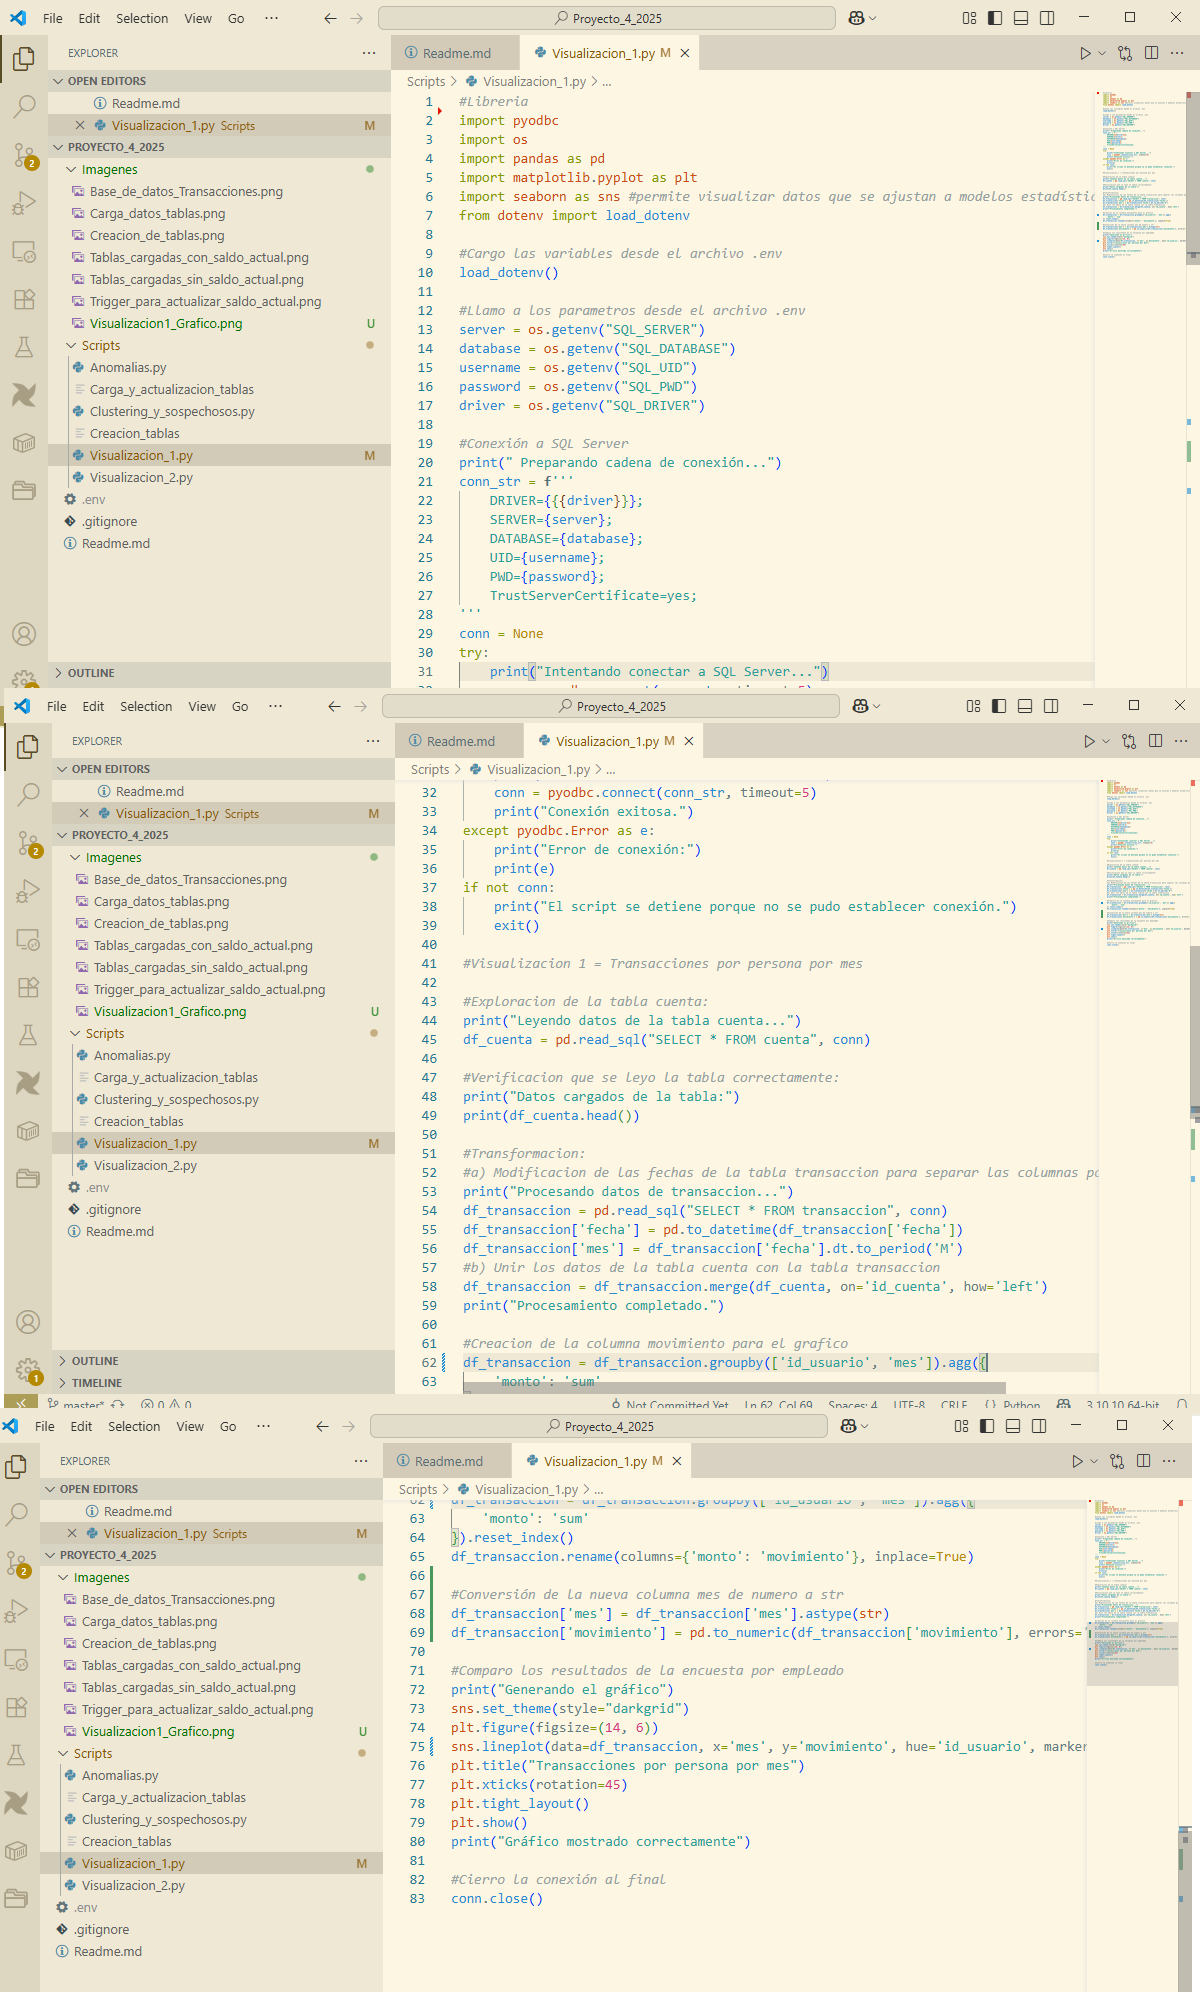 File Edit Selection View Go ··· Proyecto_4_2025
EXPLORER ···
Readme.md Visualizacion_1.py M
OPEN EDITORS
Readme.md
Visualizacion_1.py Scripts M
PROYECTO_4_2025
2
Imagenes
Base_de_datos_Transacciones.png
Carga_datos_tablas.png
Creacion_de_tablas.png
Tablas_cargadas_con_saldo_actual.png
Tablas_cargadas_sin_saldo_actual.png
Trigger_para_actualizar_saldo_actual.png
Visualizacion1_Grafico.png U
Scripts
Anomalias.py
Carga_y_actualizacion_tablas
Clustering_y_sospechosos.py
Creacion_tablas
Visualizacion_1.py M
Visualizacion_2.py
.env
.gitignore
Readme.md
OUTLINE
Scripts > Visualizacion_1.py > ...
1 #Libreria
2 import pyodbc
3 import os
4 import pandas as pd
5 import matplotlib.pyplot as plt
6 import seaborn as sns #permite visualizar datos que se ajustan a modelos estadístic
7 from dotenv import load_dotenv
8
9 #Cargo las variables desde el archivo .env
10 load_dotenv()
11
12 #Llamo a los parametros desde el archivo .env
13 server = os.getenv("SQL_SERVER")
14 database = os.getenv("SQL_DATABASE")
15 username = os.getenv("SQL_UID")
16 password = os.getenv("SQL_PWD")
17 driver = os.getenv("SQL_DRIVER")
18
19 #Conexión a SQL Server
20 print(" Preparando cadena de conexión...")
21 conn_str = f'''
22 DRIVER={{{driver}}};
23 SERVER={server};
24 DATABASE={database};
25 UID={username};
26 PWD={password};
27 TrustServerCertificate=yes;
28 '''
29 conn = None
30 try:
31 print("Intentando conectar a SQL Server...")
File Edit Selection View Go ··· Proyecto_4_2025
EXPLORER ···
Readme.md Visualizacion_1.py M
OPEN EDITORS
Readme.md
Visualizacion_1.py Scripts M
PROYECTO_4_2025
2
Imagenes
Base_de_datos_Transacciones.png
Carga_datos_tablas.png
Creacion_de_tablas.png
Tablas_cargadas_con_saldo_actual.png
Tablas_cargadas_sin_saldo_actual.png
Trigger_para_actualizar_saldo_actual.png
Visualizacion1_Grafico.png U
Scripts
Anomalias.py
Carga_y_actualizacion_tablas
Clustering_y_sospechosos.py
Creacion_tablas
Visualizacion_1.py M
Visualizacion_2.py
.env
.gitignore
Readme.md
OUTLINE
1
TIMELINE
Scripts > Visualizacion_1.py > ...
32 conn = pyodbc.connect(conn_str, timeout=5)
33 print("Conexión exitosa.")
34 except pyodbc.Error as e:
35 print("Error de conexión:")
36 print(e)
37 if not conn:
38 print("El script se detiene porque no se pudo establecer conexión.")
39 exit()
40
41 #Visualizacion 1 = Transacciones por persona por mes
42
43 #Exploracion de la tabla cuenta:
44 print("Leyendo datos de la tabla cuenta...")
45 df_cuenta = pd.read_sql("SELECT * FROM cuenta", conn)
46
47 #Verificacion que se leyo la tabla correctamente:
48 print("Datos cargados de la tabla:")
49 print(df_cuenta.head())
50
51 #Transformacion:
52 #a) Modificacion de las fechas de la tabla transaccion para separar las columnas po
53 print("Procesando datos de transaccion...")
54 df_transaccion = pd.read_sql("SELECT * FROM transaccion", conn)
55 df_transaccion['fecha'] = pd.to_datetime(df_transaccion['fecha'])
56 df_transaccion['mes'] = df_transaccion['fecha'].dt.to_period('M')
57 #b) Unir los datos de la tabla cuenta con la tabla transaccion
58 df_transaccion = df_transaccion.merge(df_cuenta, on='id_cuenta', how='left')
59 print("Procesamiento completado.")
60
61 #Creacion de la columna movimiento para el grafico
62 df_transaccion = df_transaccion.groupby(['id_usuario', 'mes']).agg({
63 'monto': 'sum'
master* 0 0 Not Committed Yet Ln 62, Col 69 Spaces: 4 UTF-8 CRLF Python 3.10.10 64-bit
File Edit Selection View Go ··· Proyecto_4_2025
EXPLORER ···
Readme.md Visualizacion_1.py M
OPEN EDITORS
Readme.md
Visualizacion_1.py Scripts M
PROYECTO_4_2025
2
Imagenes
Base_de_datos_Transacciones.png
Carga_datos_tablas.png
Creacion_de_tablas.png
Tablas_cargadas_con_saldo_actual.png
Tablas_cargadas_sin_saldo_actual.png
Trigger_para_actualizar_saldo_actual.png
Visualizacion1_Grafico.png U
Scripts
Anomalias.py
Carga_y_actualizacion_tablas
Clustering_y_sospechosos.py
Creacion_tablas
Visualizacion_1.py M
Visualizacion_2.py
.env
.gitignore
Readme.md
Scripts > Visualizacion_1.py > ...
62 df_transaccion = df_transaccion.groupby(['id_usuario', 'mes']).agg({
63 'monto': 'sum'
64 }).reset_index()
65 df_transaccion.rename(columns={'monto': 'movimiento'}, inplace=True)
66
67 #Conversión de la nueva columna mes de numero a str
68 df_transaccion['mes'] = df_transaccion['mes'].astype(str)
69 df_transaccion['movimiento'] = pd.to_numeric(df_transaccion['movimiento'], errors=
70
71 #Comparo los resultados de la encuesta por empleado
72 print("Generando el gráfico")
73 sns.set_theme(style="darkgrid")
74 plt.figure(figsize=(14, 6))
75 sns.lineplot(data=df_transaccion, x='mes', y='movimiento', hue='id_usuario', marker
76 plt.title("Transacciones por persona por mes")
77 plt.xticks(rotation=45)
78 plt.tight_layout()
79 plt.show()
80 print("Gráfico mostrado correctamente")
81
82 #Cierro la conexión al final
83 conn.close()